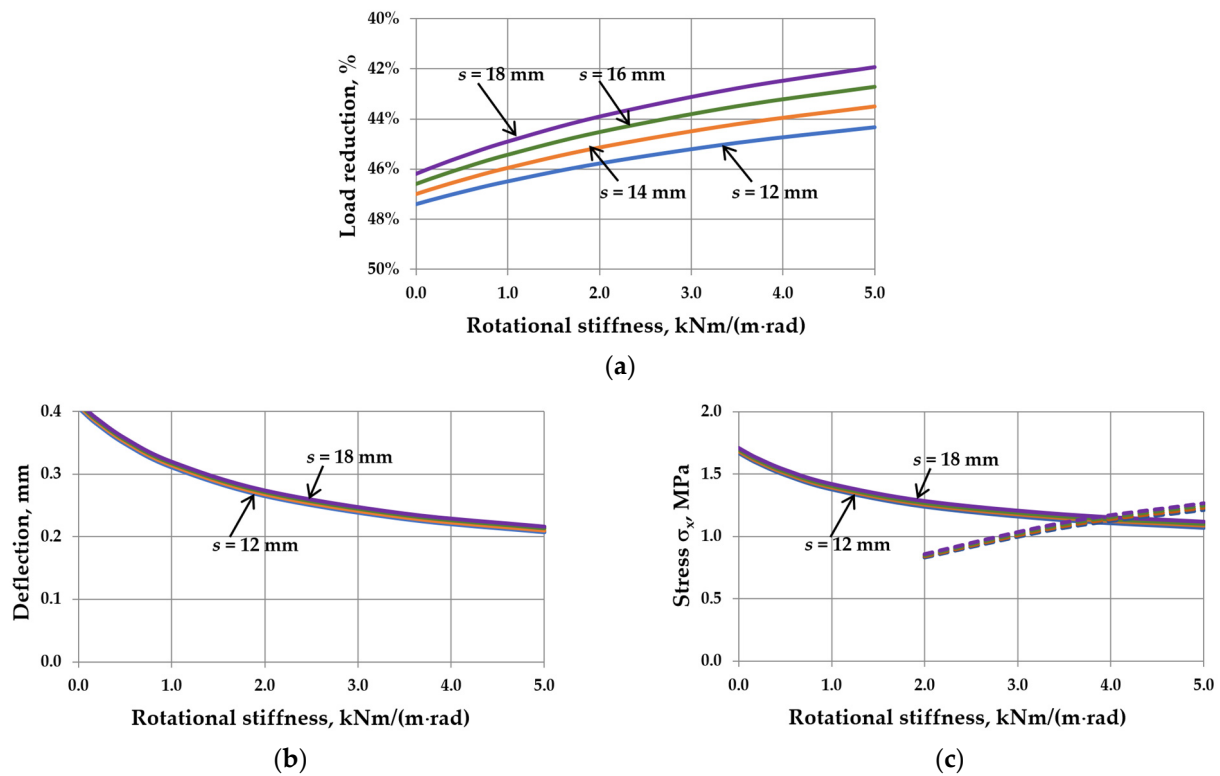 40%
42%
44%
46%
48%
50%
Load reduction, %
s = 18 mm
s = 16 mm
s = 14 mm
s = 12 mm
0.0 1.0 2.0 3.0 4.0 5.0
Rotational stiffness, kNm/(m·rad)
(a)
0.4
0.3
0.2
0.1
0.0
Deflection, mm
s = 18 mm
s = 12 mm
0.0 1.0 2.0 3.0 4.0 5.0
Rotational stiffness, kNm/(m·rad)
(b)
2.0
1.5
1.0
0.5
0.0
Stress σx, MPa
s = 18 mm
s = 12 mm
0.0 1.0 2.0 3.0 4.0 5.0
Rotational stiffness, kNm/(m·rad)
(c)